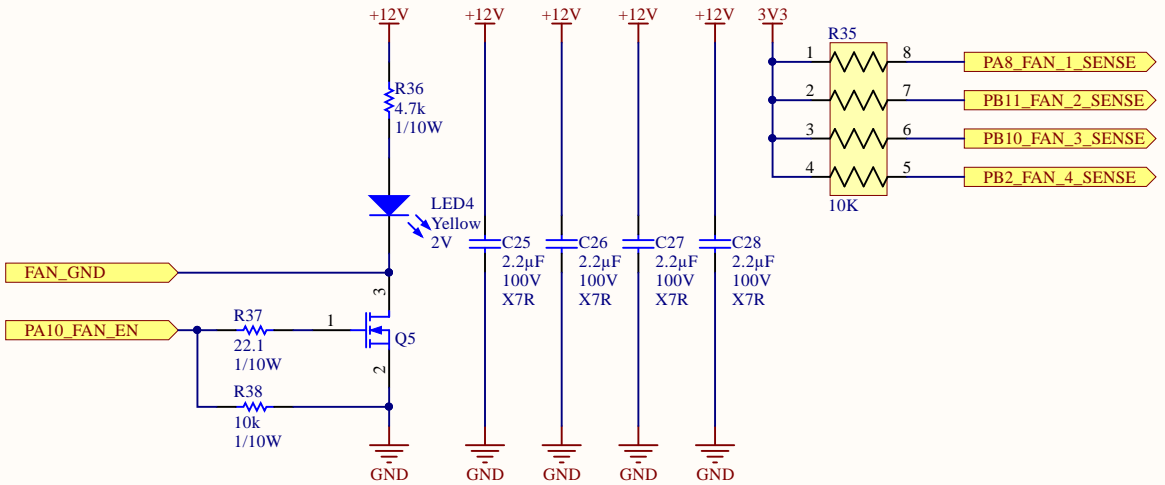 +12V
+12V
+12V
+12V
+12V
3V3
R35
1
8
PA8_FAN_1_SENSE
2
7
PB11_FAN_2_SENSE
3
6
PB10_FAN_3_SENSE
4
5
PB2_FAN_4_SENSE
10K
R36
4.7k
1/10W
LED4
Yellow
2V
C25
2.2µF
100V
X7R
C26
2.2µF
100V
X7R
C27
2.2µF
100V
X7R
C28
2.2µF
100V
X7R
FAN_GND
3
PA10_FAN_EN
R37
22.1
1/10W
1
Q5
2
R38
10k
1/10W
GND
GND
GND
GND
GND